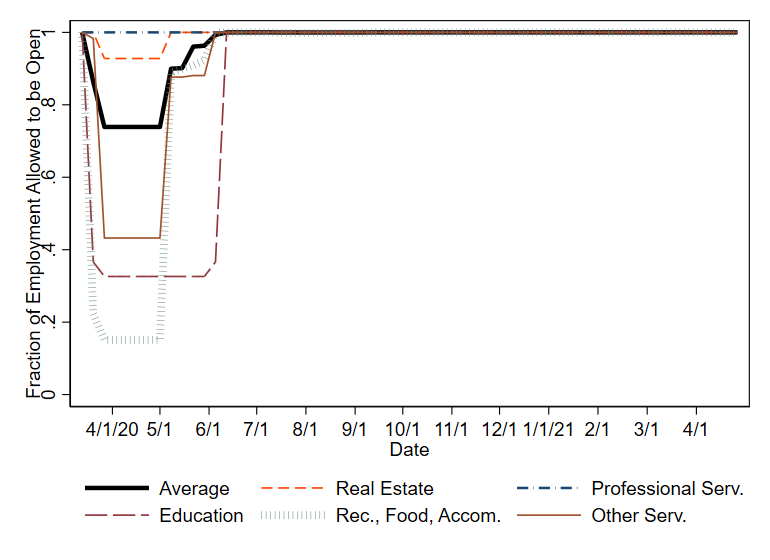 Fraction of Employment Allowed to be Open
1
.8
.6
.4
.2
0
4/1/20 5/1 6/1 7/1 8/1 9/1 10/1 11/1 12/1 1/1/21 2/1 3/1 4/1
Date
Average Real Estate Professional Serv.
Education Rec., Food, Accom. Other Serv.